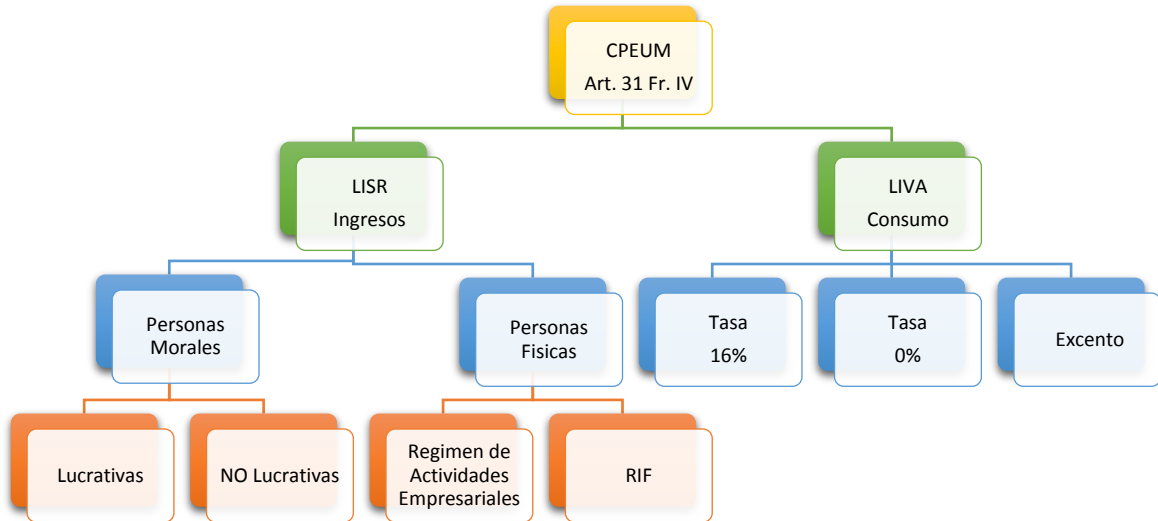 CPEUM
Art. 31 Fr. IV
LISR
Ingresos
LIVA
Consumo
Personas
Morales
Personas
Fisicas
Tasa
16%
Tasa
0%
Excento
Lucrativas
NO Lucrativas
Regimen de
Actividades
Empresariales
RIF